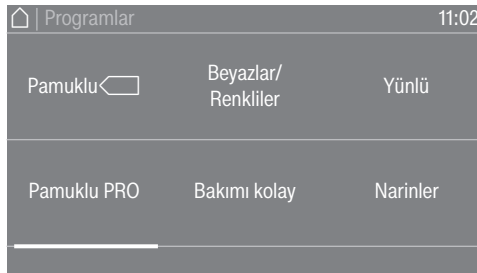 | Programlar 11:02
Pamuklu
Beyazlar/
Renkliler
Yünlü
Pamuklu PRO
Bakımı kolay
Narinler